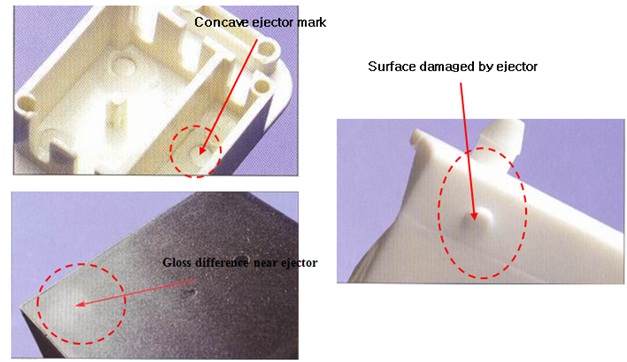 Concave ejector mark
Surface damaged by ejector
Gloss difference near ejector